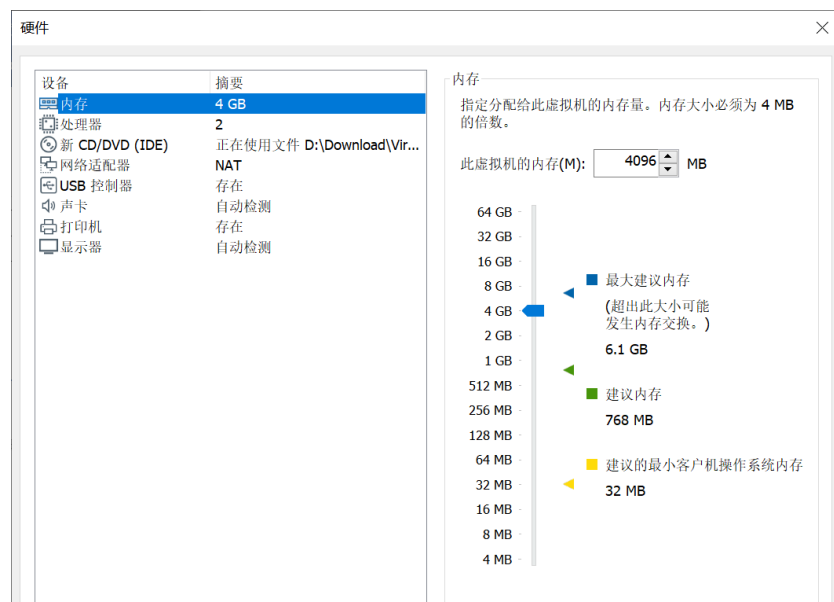 硬件
设备 摘要
内存 4 GB
处理器 2
新 CD/DVD (IDE) 正在使用文件 D:\Download\Vir...
网络适配器 NAT
USB 控制器 存在
声卡 自动检测
打印机 存在
显示器 自动检测
内存
指定分配给此虚拟机的内存量。内存大小必须为 4 MB
的倍数。
此虚拟机的内存(M): 4096 MB
64 GB
32 GB
16 GB
8 GB
4 GB
2 GB
1 GB
512 MB
256 MB
128 MB
64 MB
32 MB
16 MB
8 MB
4 MB
最大建议内存
(超出此大小可能
发生内存交换。)
6.1 GB
建议内存
768 MB
建议的最小客户机操作系统内存
32 MB